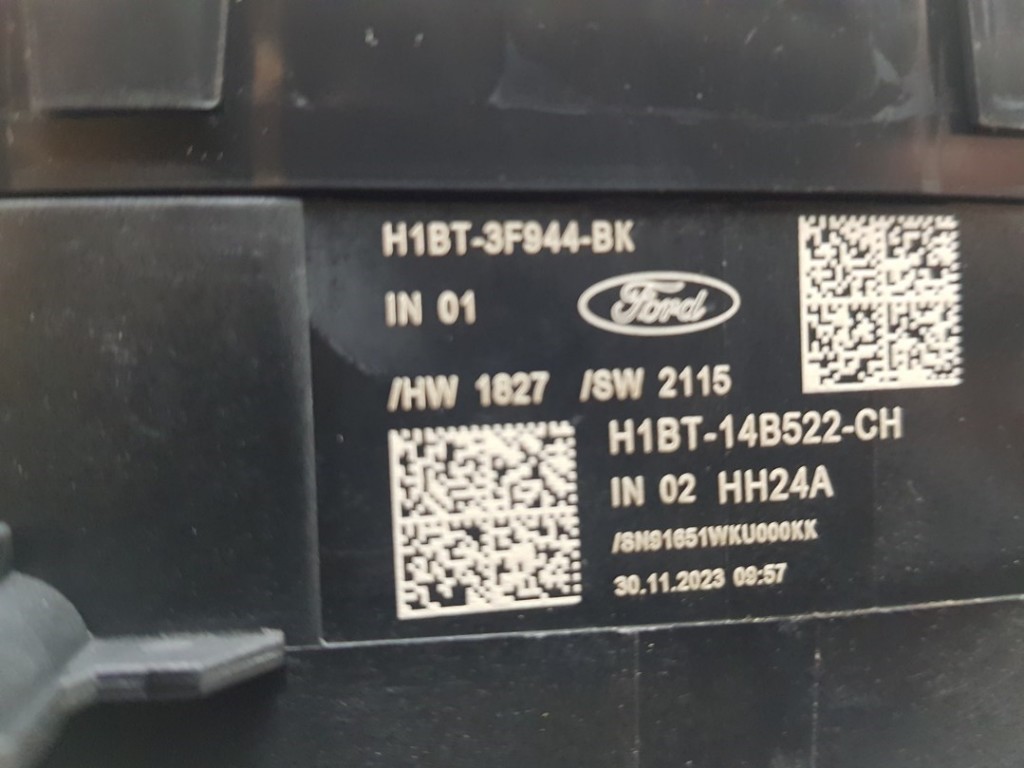 H1BT-3F944-BK
IN 01
Ford
/HW 1827 /SW 2115
H1BT-14B522-CH
IN 02 HH24A
/SN91651WKU000KK
30.11.2023 09:57